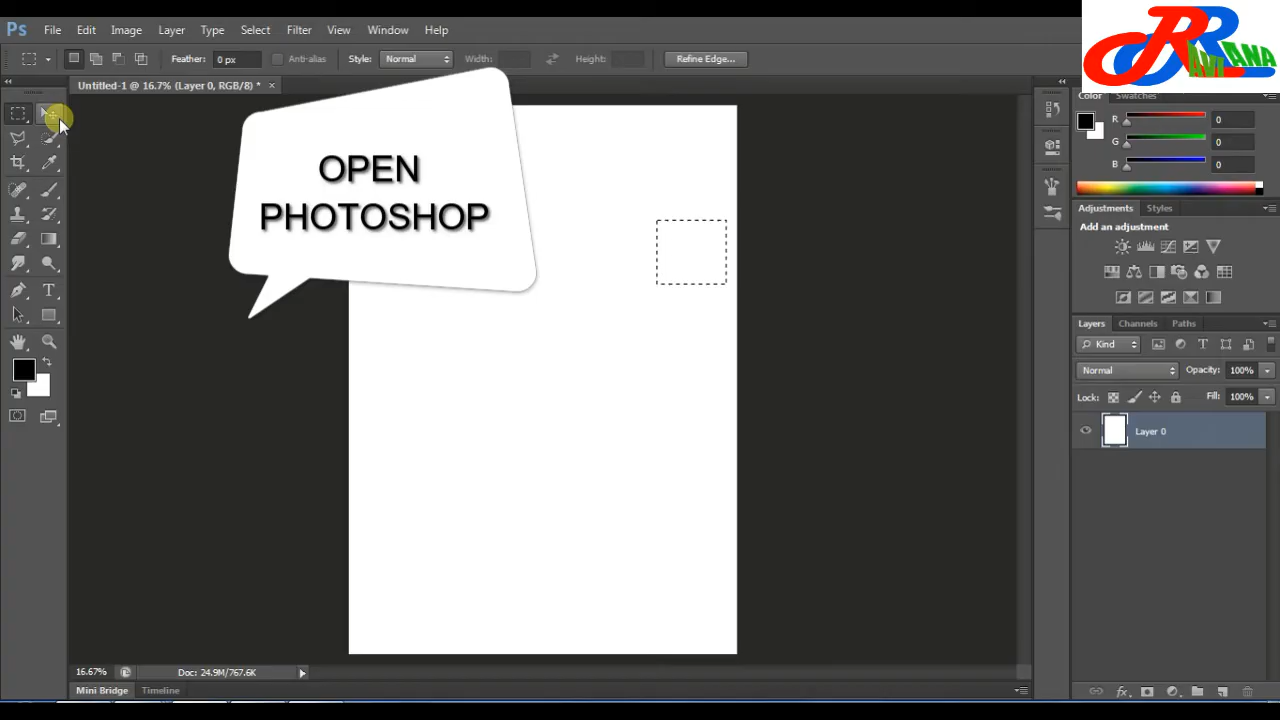 Ps File Edit Image Layer Type Select Filter View Window Help
Feather: 0 px Anti-alias Style: Normal Width: Height: Refine Edge...
Untitled-1 @ 16.7% (Layer 0, RGB/8) * ×
OPEN
PHOTOSHOP
RAVI RANA
Color Swatches
R 0
G 0
B 0
Adjustments Styles
Add an adjustment
Layers Channels Paths
Kind
Normal Opacity: 100%
Lock: Fill: 100%
Layer 0
16.67% Doc: 24.9M/767.6K
Mini Bridge Timeline